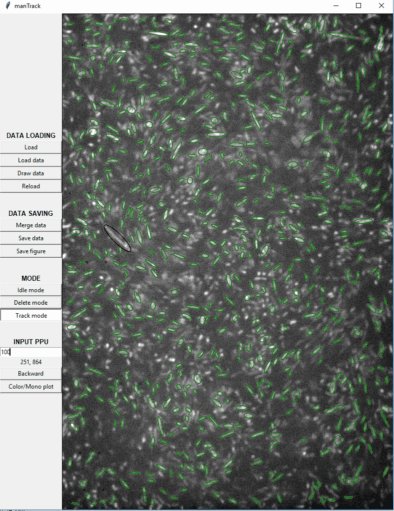 manTrack
DATA LOADING
Load
Load data
Draw data
Reload
DATA SAVING
Merge data
Save data
Save figure
MODE
Idle mode
Delete mode
Track mode
INPUT PPU
100
251, 864
Backward
Color/Mono plot